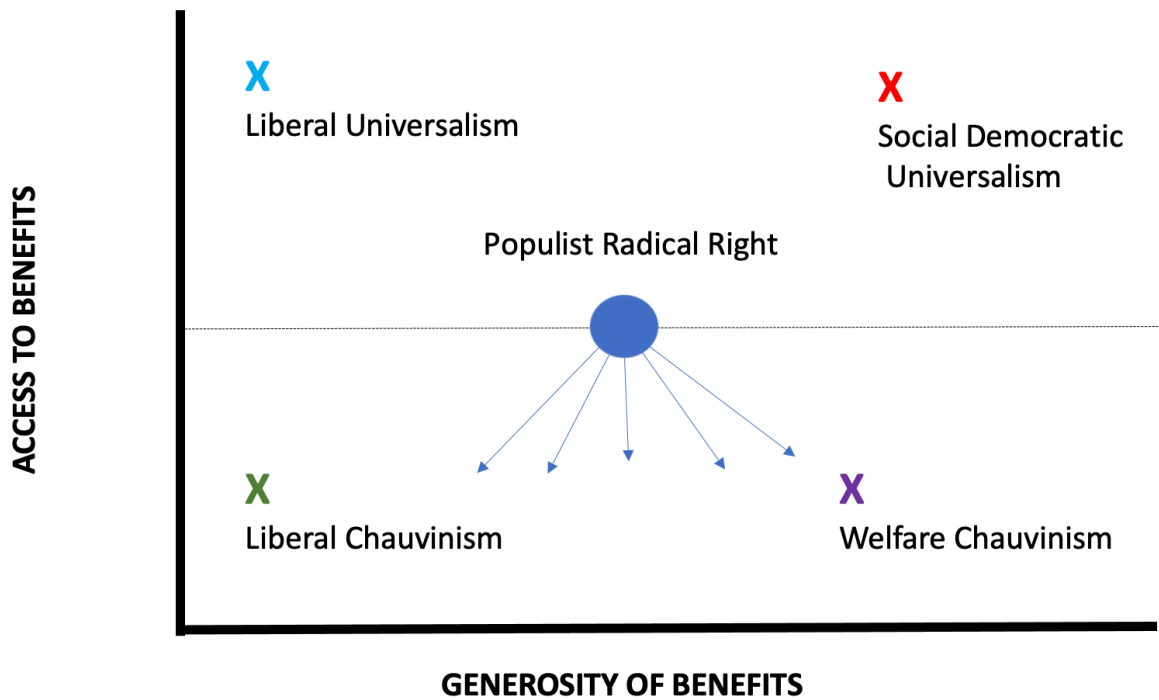 X
Liberal Universalism
X
Social Democratic
Universalism
Populist Radical Right
ACCESS TO BENEFITS
X
Liberal Chauvinism
X
Welfare Chauvinism
GENEROSITY OF BENEFITS